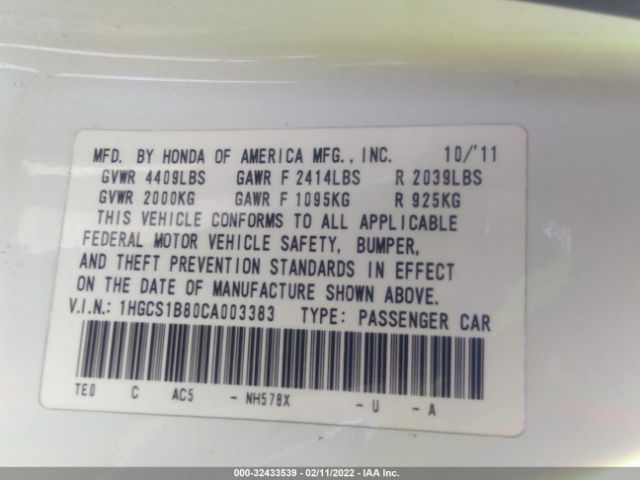 MFD. BY HONDA OF AMERICA MFG., INC. 10/'11
GVWR 4409LBS GAWR F 2414LBS R 2039LBS
GVWR 2000KG GAWR F 1095KG R 925KG
THIS VEHICLE CONFORMS TO ALL APPLICABLE
FEDERAL MOTOR VEHICLE SAFETY, BUMPER,
AND THEFT PREVENTION STANDARDS IN EFFECT
ON THE DATE OF MANUFACTURE SHOWN ABOVE.
V.I.N.: 1HGCS1B80CA003383 TYPE: PASSENGER CAR
TE0 C AC5 - NH578X - U - A
000-32433539 - 02/11/2022 - IAA Inc.